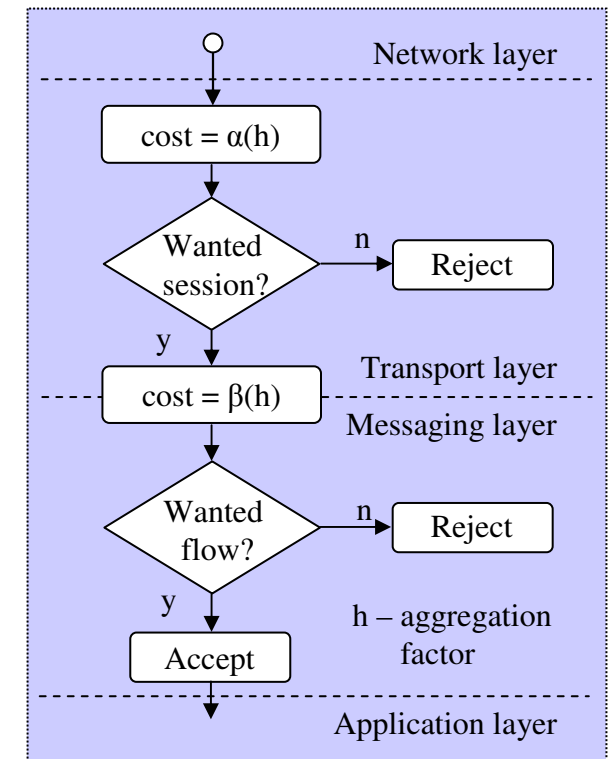 Network layer
cost = α(h)
Wanted
session?
n
Reject
y
Transport layer
cost = β(h)
Messaging layer
Wanted
flow?
n
Reject
y
h – aggregation
factor
Accept
Application layer